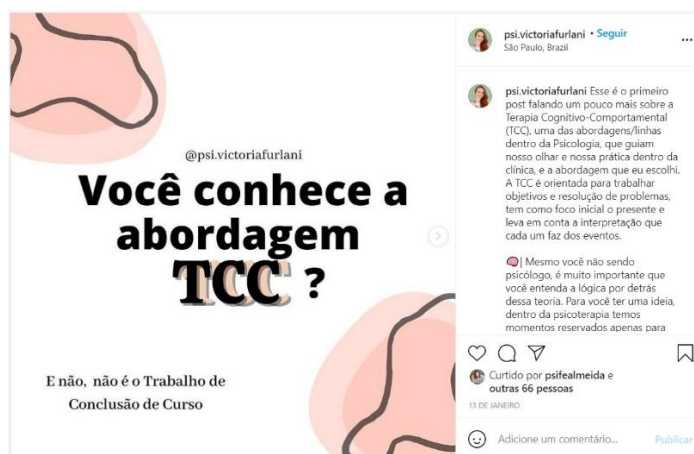 @psi.victoriafurlani
Você conhece a
abordagem
TCC ?
E não, não é o Trabalho de
Conclusão de Curso
psi.victoriafurlani • Seguir
São Paulo, Brazil
psi.victoriafurlani Esse é o primeiro
post falando um pouco mais sobre a
Terapia Cognitivo-Comportamental
(TCC), uma das abordagens/linhas
dentro da Psicologia, que guiam
nosso olhar e nossa prática dentro da
clínica, e a abordagem que eu escolhi.
A TCC é orientada para trabalhar
objetivos e resolução de problemas,
tem como foco inicial o presente e
leva em conta a interpretação que
cada um faz dos eventos.
🧠| Mesmo você não sendo
psicólogo, é muito importante que
você entenda a lógica por detrás
dessa teoria. Para você ter uma ideia,
dentro da psicoterapia temos
momentos reservados apenas para
Curtido por psifealmeida e
outras 66 pessoas
13 DE JANEIRO
Adicione um comentário... Publicar